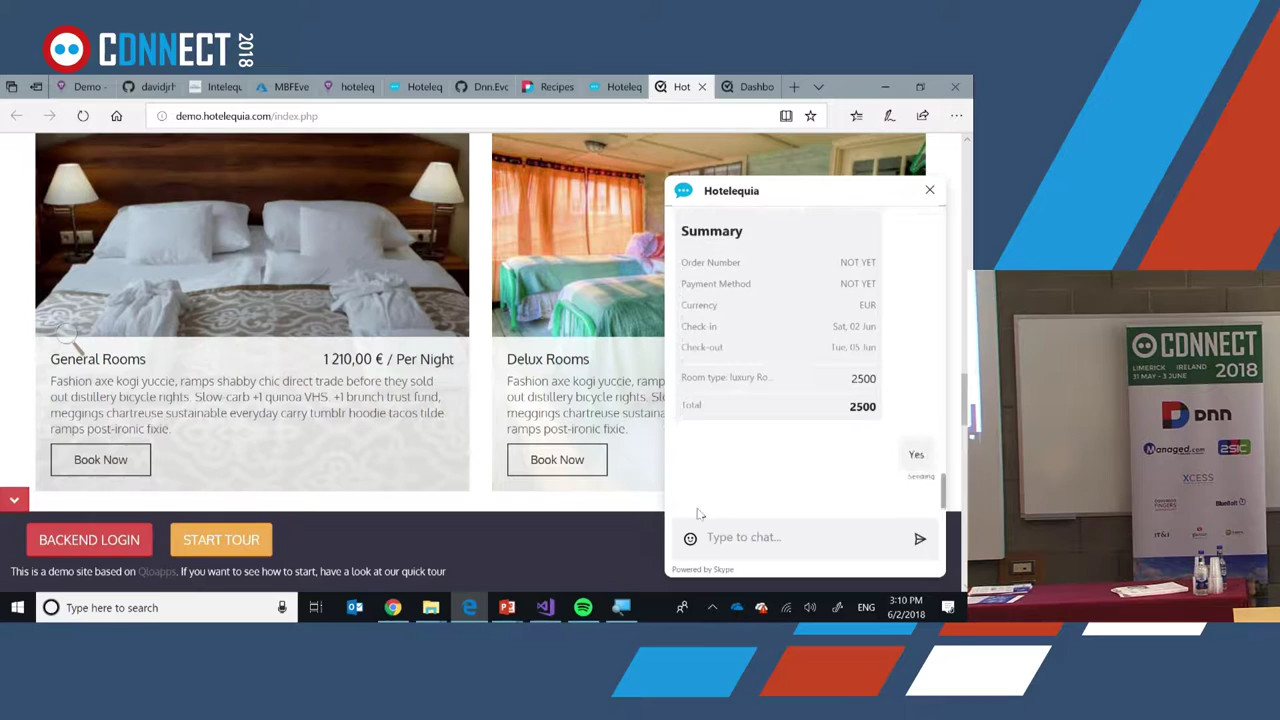 CDNNECT 2018
Demo -
davidjrh
Intelequ
MBFEve
hoteleq
Hoteleq
Dnn.Evc
Recipes
Hoteleq
Hot
Dashbo
demo.hotelequia.com/index.php
General Rooms
1 210,00 € / Per Night
Fashion axe kogi yuccie, ramps shabby chic direct trade before they sold
out distillery bicycle rights. Slow-carb +1 quinoa VHS. +1 brunch trust fund,
meggings chartreuse sustainable everyday carry tumblr hoodie tacos tilde
ramps post-ironic fixie.
Book Now
Delux Rooms
Fashion axe kogi yuccie, ramp
out distillery bicycle rights. Slo
meggings chartreuse sustaina
ramps post-ironic fixie.
Book Now
Hotelequia
Summary
Order Number NOT YET
Payment Method NOT YET
Currency EUR
Check-in Sat, 02 Jun
Check-out Tue, 05 Jun
Room type: luxury Ro... 2500
Total 2500
Yes
Sending
Type to chat...
Powered by Skype
BACKEND LOGIN
START TOUR
This is a demo site based on Qloapps. If you want to see how to start, have a look at our quick tour
Type here to search
ENG
3:10 PM
6/2/2018
CONNECT
LIMERICK IRELAND
31 MAY - 3 JUNE
2018
DNN
Managed.com
2SIC
XCESS